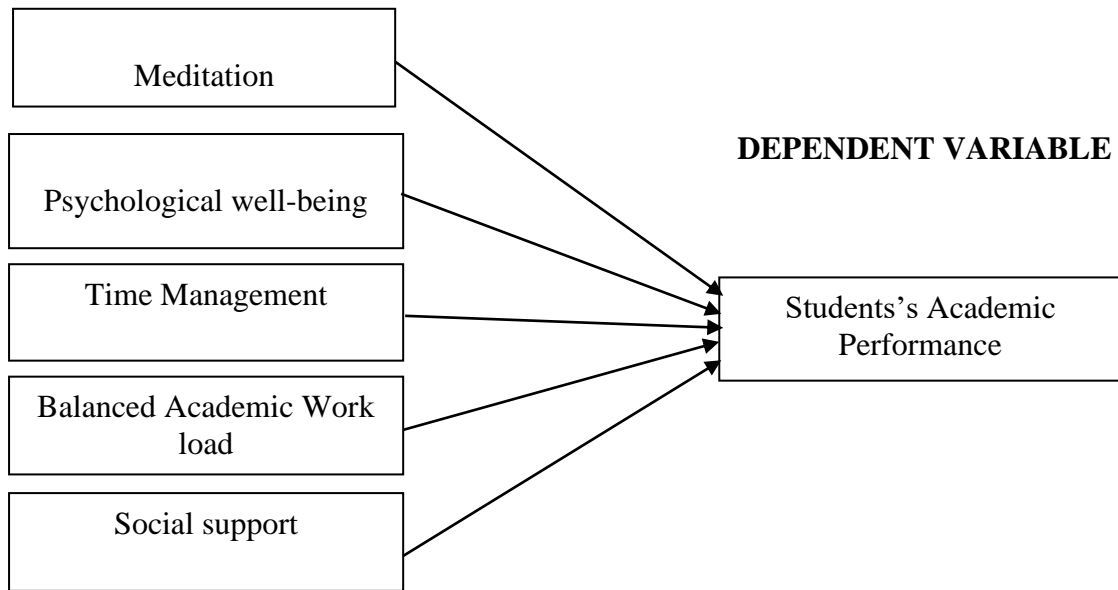 Meditation
DEPENDENT VARIABLE
Psychological well-being
Time Management
Students’s Academic
Performance
Balanced Academic Work
load
Social support